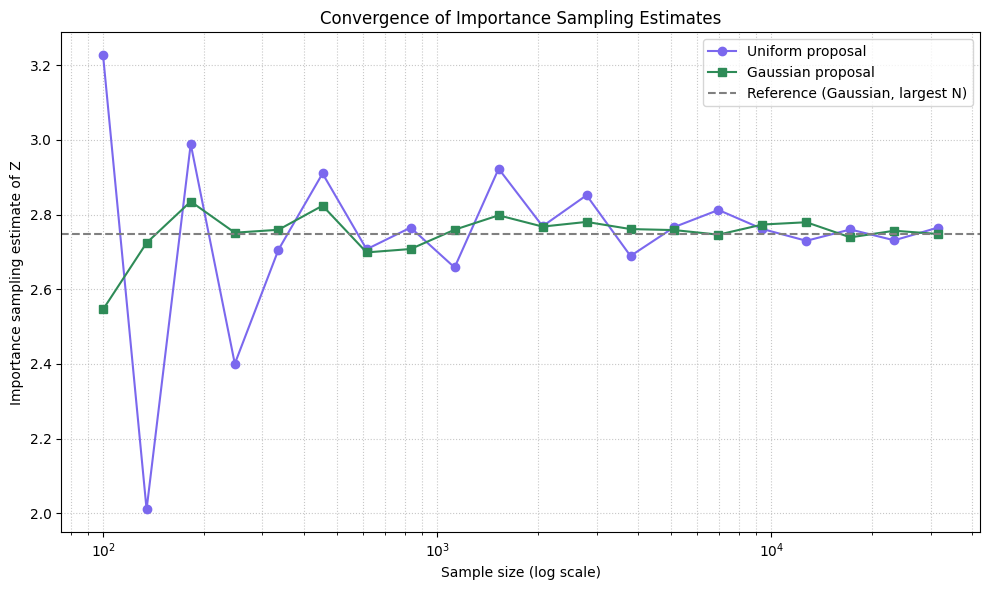 Convergence of Importance Sampling Estimates
Uniform proposal
Gaussian proposal
Reference (Gaussian, largest N)
Importance sampling estimate of Z
3.2
3.0
2.8
2.6
2.4
2.2
2.0
10²
10³
10⁴
Sample size (log scale)